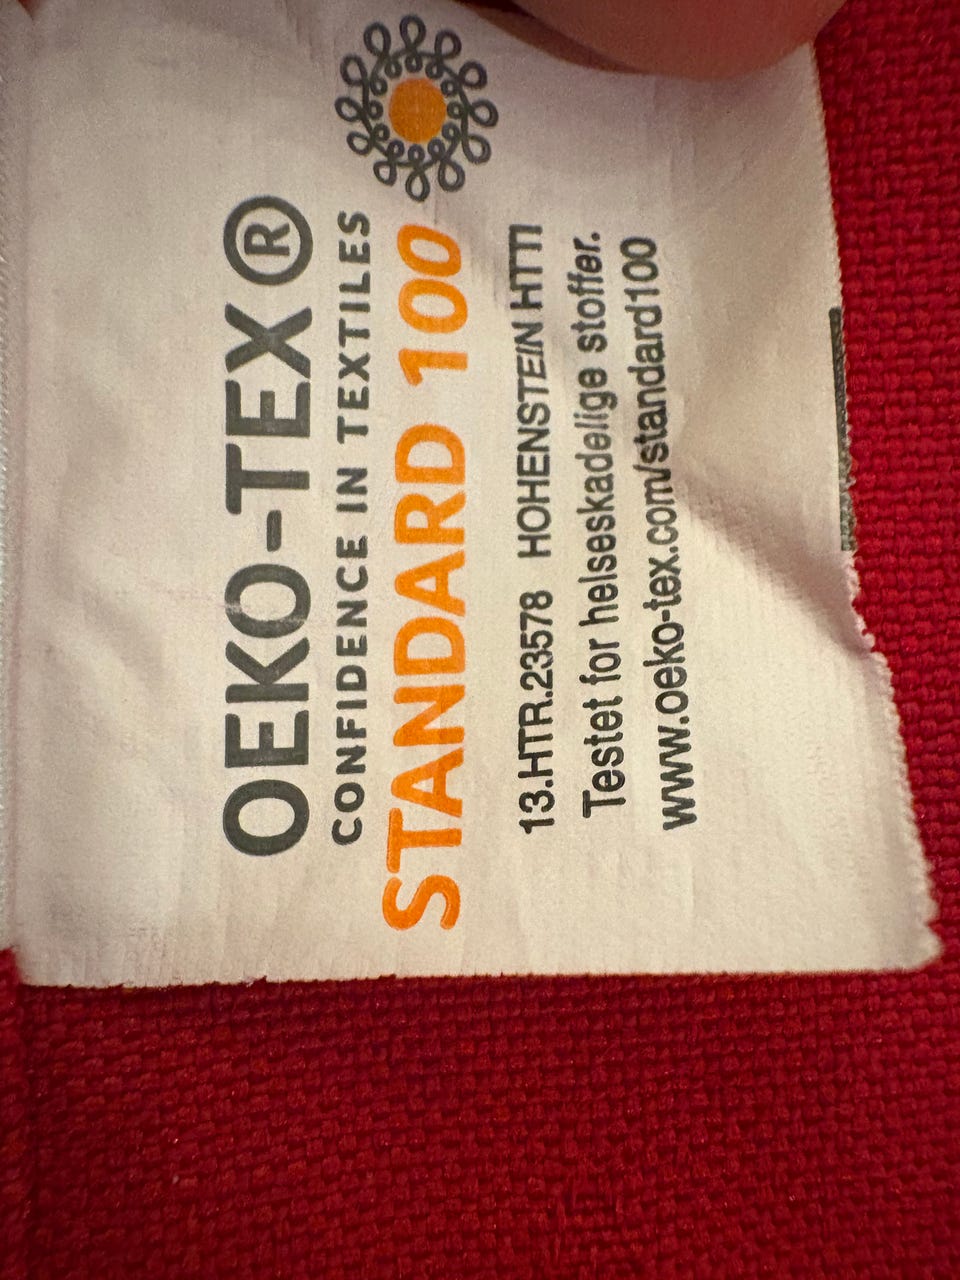 OEKO-TEX®
CONFIDENCE IN TEXTILES
STANDARD 100
13.HTR.23578 HOHENSTEIN HTTI
Testet for helseskadelige stoffer.
www.oeko-tex.com/standard100